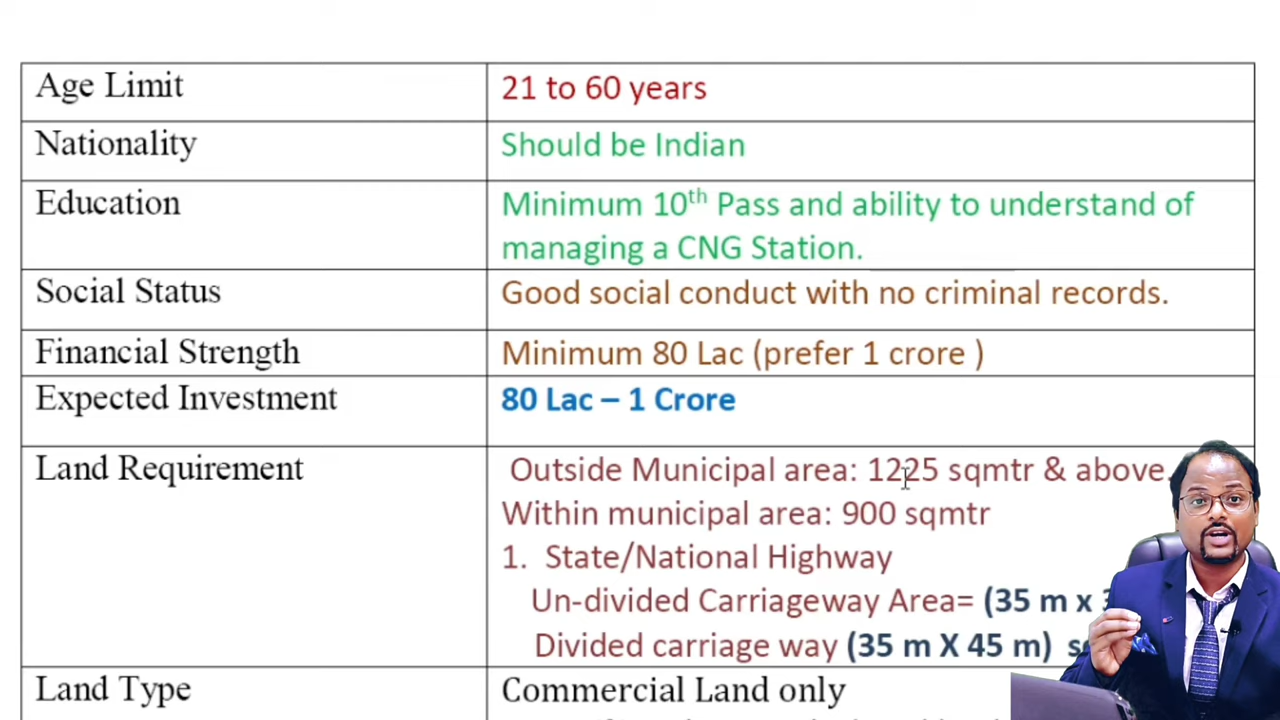 Age Limit
21 to 60 years
Nationality
Should be Indian
Education
Minimum 10th Pass and ability to understand of
managing a CNG Station.
Social Status
Good social conduct with no criminal records.
Financial Strength
Minimum 80 Lac (prefer 1 crore )
Expected Investment
80 Lac – 1 Crore
Land Requirement
Outside Municipal area: 1225 sqmtr & above
Within municipal area: 900 sqmtr
1. State/National Highway
Un-divided Carriageway Area= (35 m x
Divided carriage way (35 m X 45 m)
Land Type
Commercial Land only